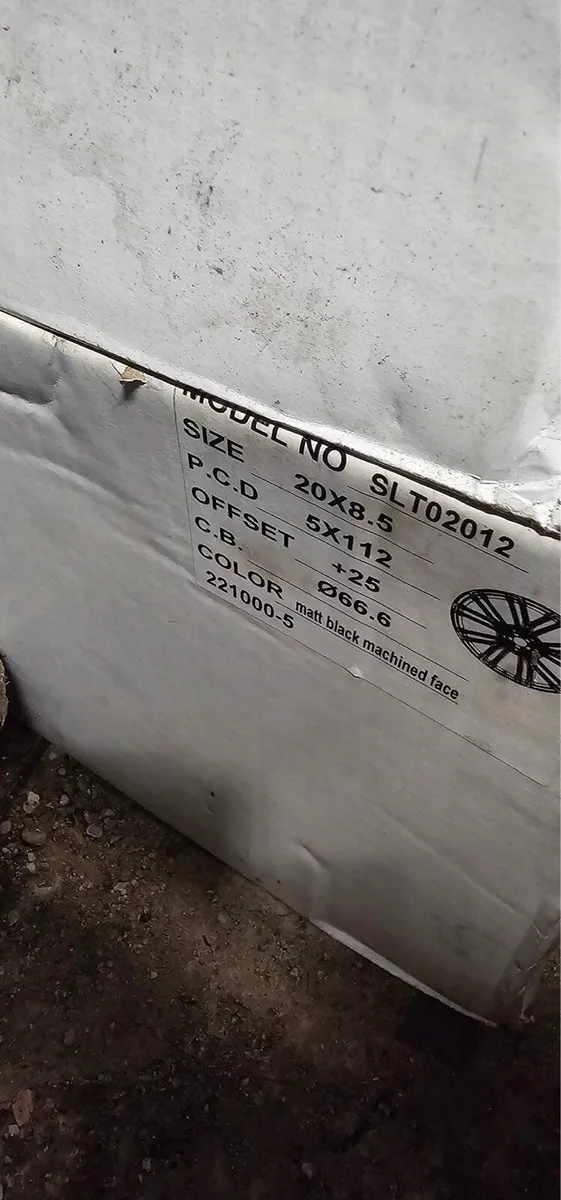 MODEL NO SLT02012
SIZE 20X8.5
P.C.D 5X112
OFFSET +25
C.B. Ø66.6
COLOR matt black machined face
221000-5